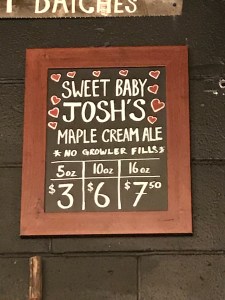 BATCHES
SWEET BABY
JOSH'S
MAPLE CREAM ALE
* NO GROWLER FILLS *
5oz 10oz 16oz
$3 $6 $7.50